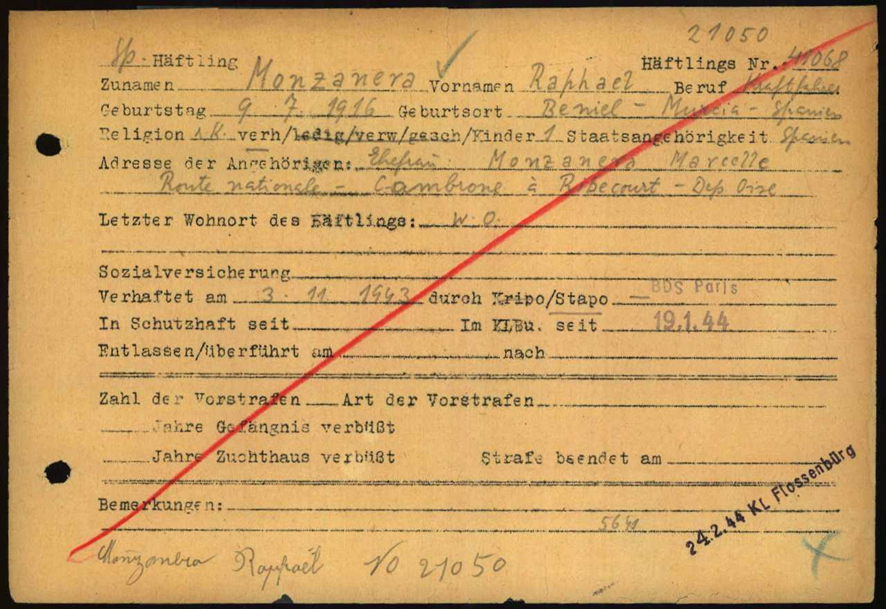 21050
Sp. Häftling Häftlings Nr. 41068
Zunamen Monzanera Vornamen Raphael Beruf
Geburtstag 9. 7. 1916 Geburtsort Beniel - Murcia - Spanien
Religion r.K. verh/ledig/verw/gesch/Kinder 1 Staatsangehörigkeit Spanien
Adresse der Angehörigen: Ehefrau: Monzanera Marcelle
Route nationale - Cambrone à Ribecourt - Dep Oise
Letzter Wohnort des Häftlings: w. o.
Sozialversicherung
Verhaftet am 3. 11. 1943 durch Kripo/Stapo BDS Paris
In Schutzhaft seit Im KLBu. seit 19.1.44
Entlassen/überführt am nach
Zahl der Vorstrafen Art der Vorstrafen
Jahre Gefängnis verbüßt
Jahre Zuchthaus verbüßt Strafe beendet am
24.2.44 KL Flossenbürg
Bemerkungen:
Raphaël No 21050